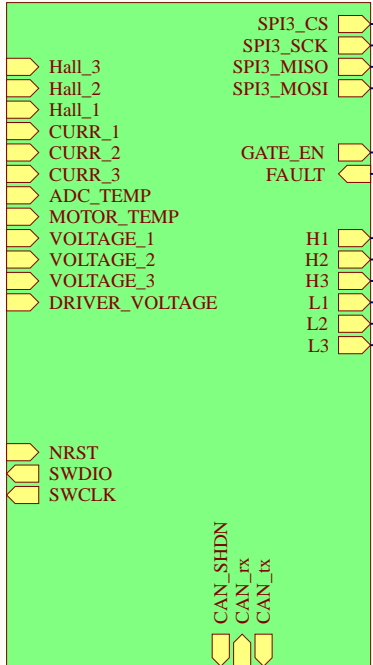 SPI3_CS
SPI3_SCK
Hall_3 SPI3_MISO
Hall_2 SPI3_MOSI
Hall_1
CURR_1
CURR_2 GATE_EN
CURR_3 FAULT
ADC_TEMP
MOTOR_TEMP
VOLTAGE_1 H1
VOLTAGE_2 H2
VOLTAGE_3 H3
DRIVER_VOLTAGE L1
L2
L3
NRST
SWDIO
SWCLK
CAN_SHDN
CAN_rx
CAN_tx